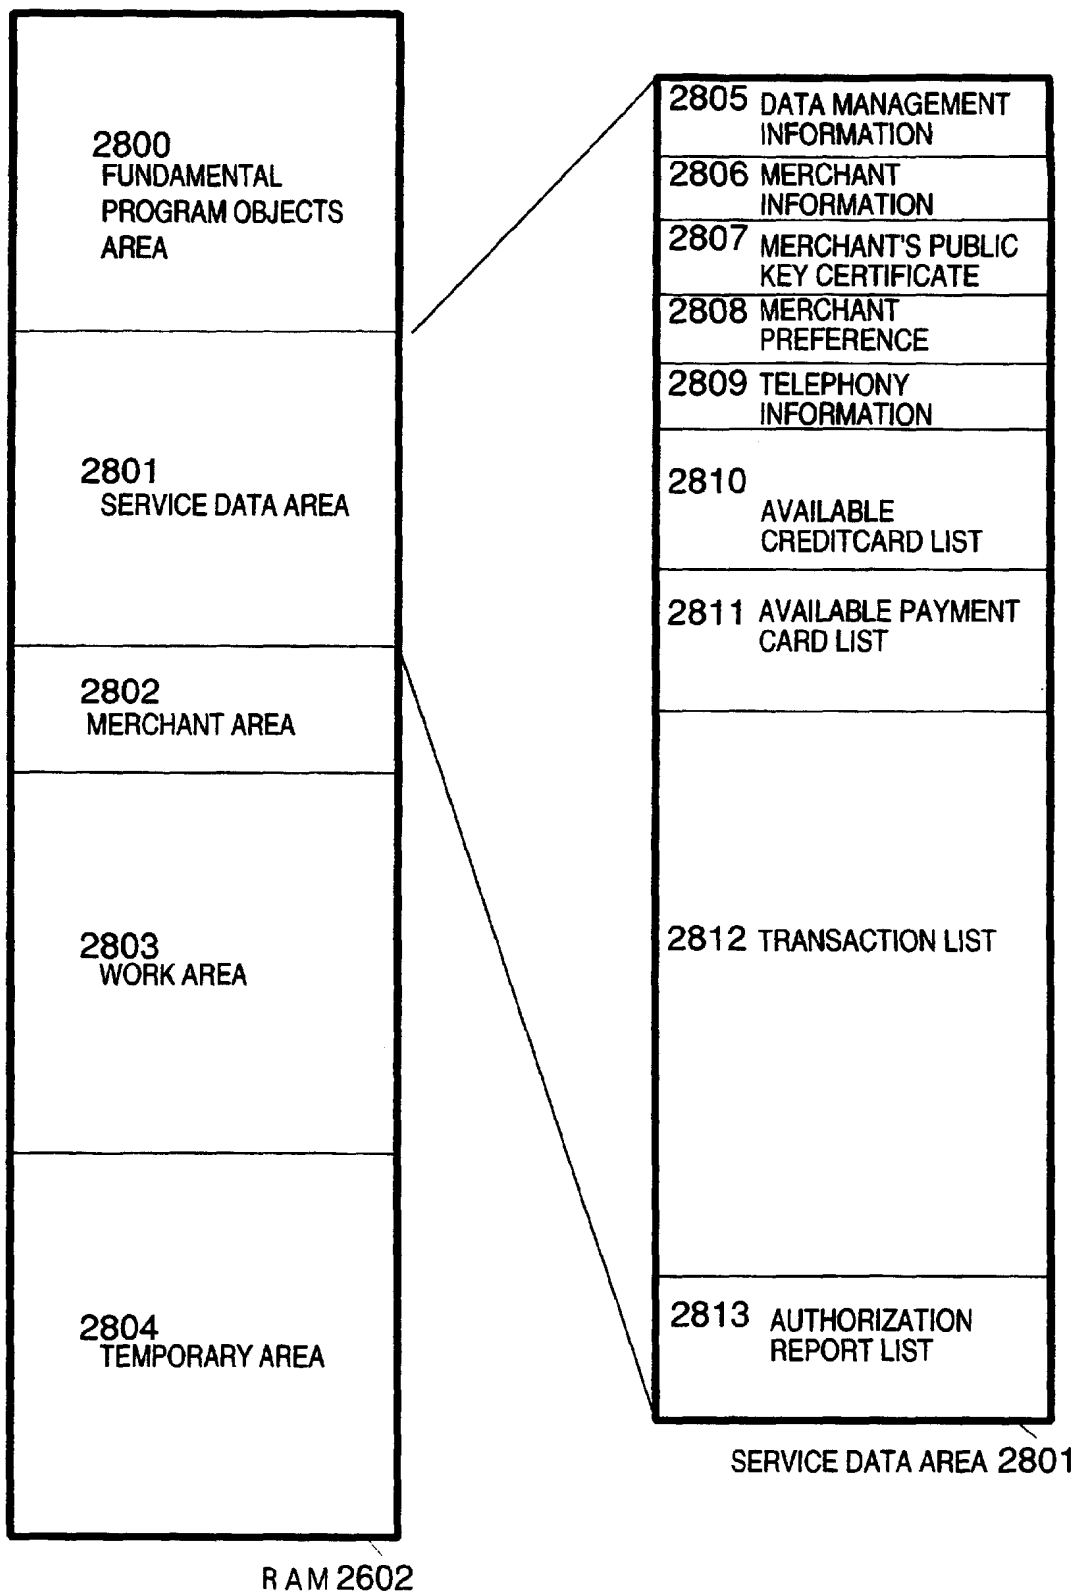 2800
FUNDAMENTAL
PROGRAM OBJECTS
AREA
2801
SERVICE DATA AREA
2802
MERCHANT AREA
2803
WORK AREA
2804
TEMPORARY AREA
RAM 2602
2805 DATA MANAGEMENT
INFORMATION
2806 MERCHANT
INFORMATION
2807 MERCHANT'S PUBLIC
KEY CERTIFICATE
2808 MERCHANT
PREFERENCE
2809 TELEPHONY
INFORMATION
2810
AVAILABLE
CREDITCARD LIST
2811 AVAILABLE PAYMENT
CARD LIST
2812 TRANSACTION LIST
2813 AUTHORIZATION
REPORT LIST
SERVICE DATA AREA 2801